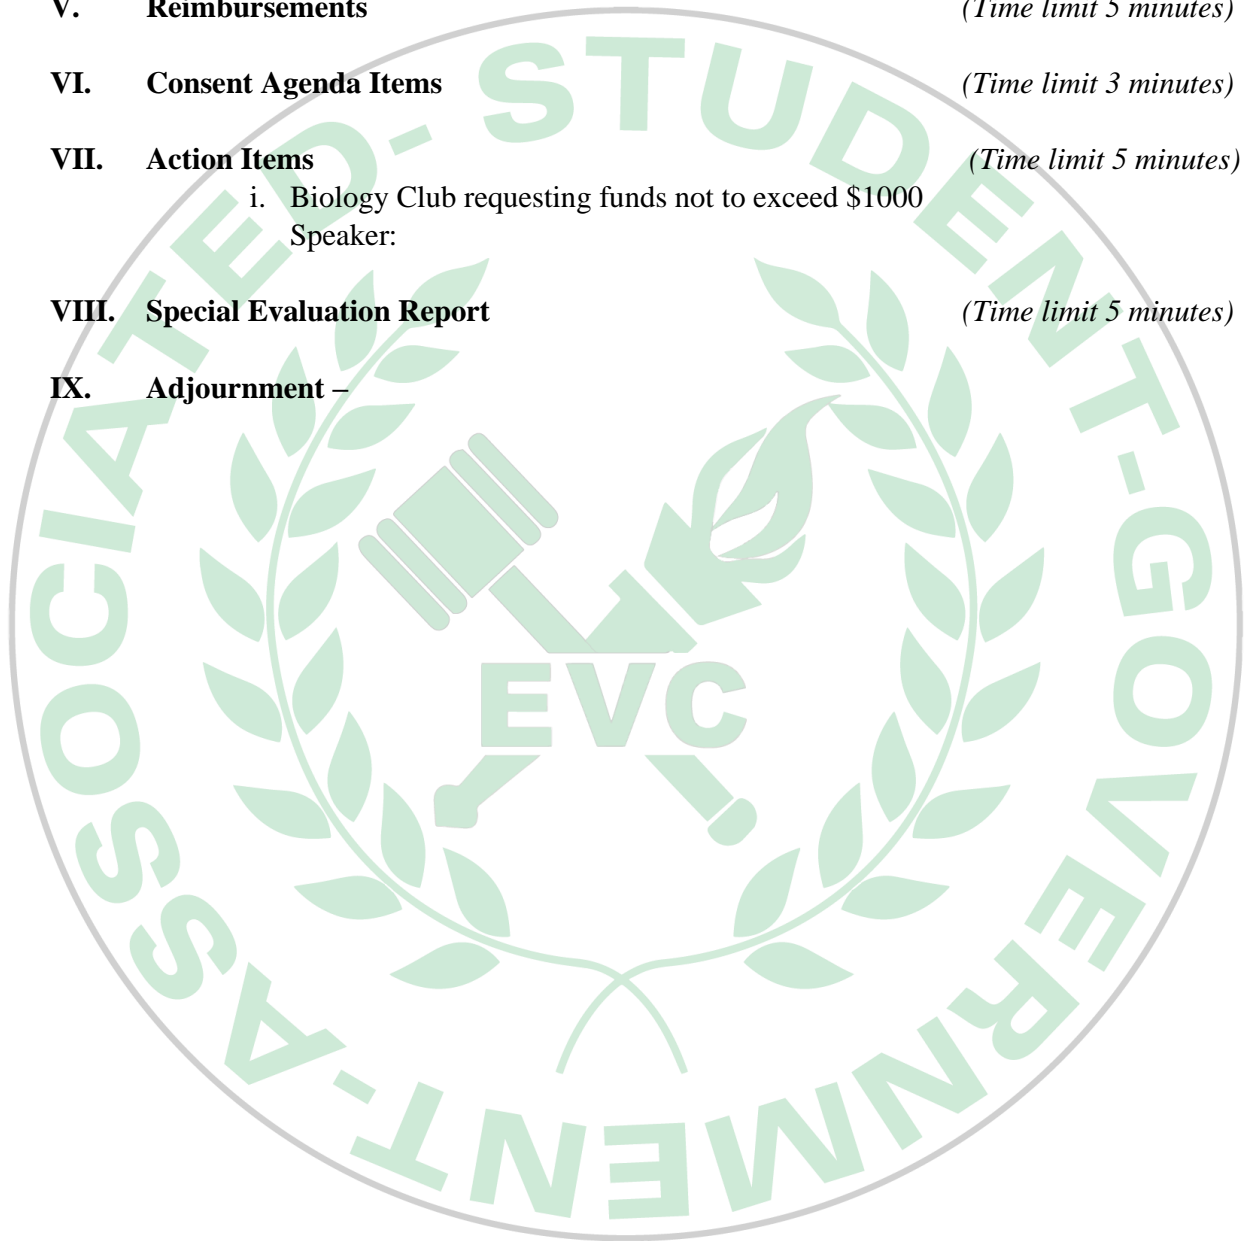 V. Reimbursements (Time limit 5 minutes)
VI. Consent Agenda Items (Time limit 3 minutes)
VII. Action Items (Time limit 5 minutes)
i. Biology Club requesting funds not to exceed $1000
Speaker:
VIII. Special Evaluation Report (Time limit 5 minutes)
IX. Adjournment –
ASSOCIATED-STUDENT-GOVERNMENT-
EVC